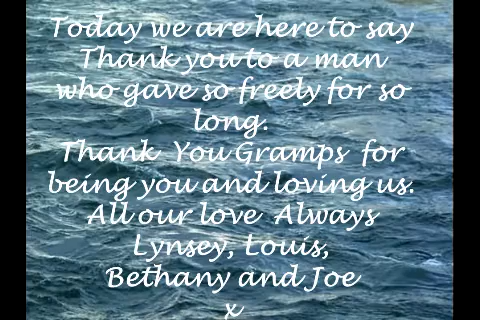 Today we are here to say
Thank you to a man
who gave so freely for so
long.
Thank You Gramps for
being you and loving us.
All our love Always
Lynsey, Louis,
Bethany and Joe
x